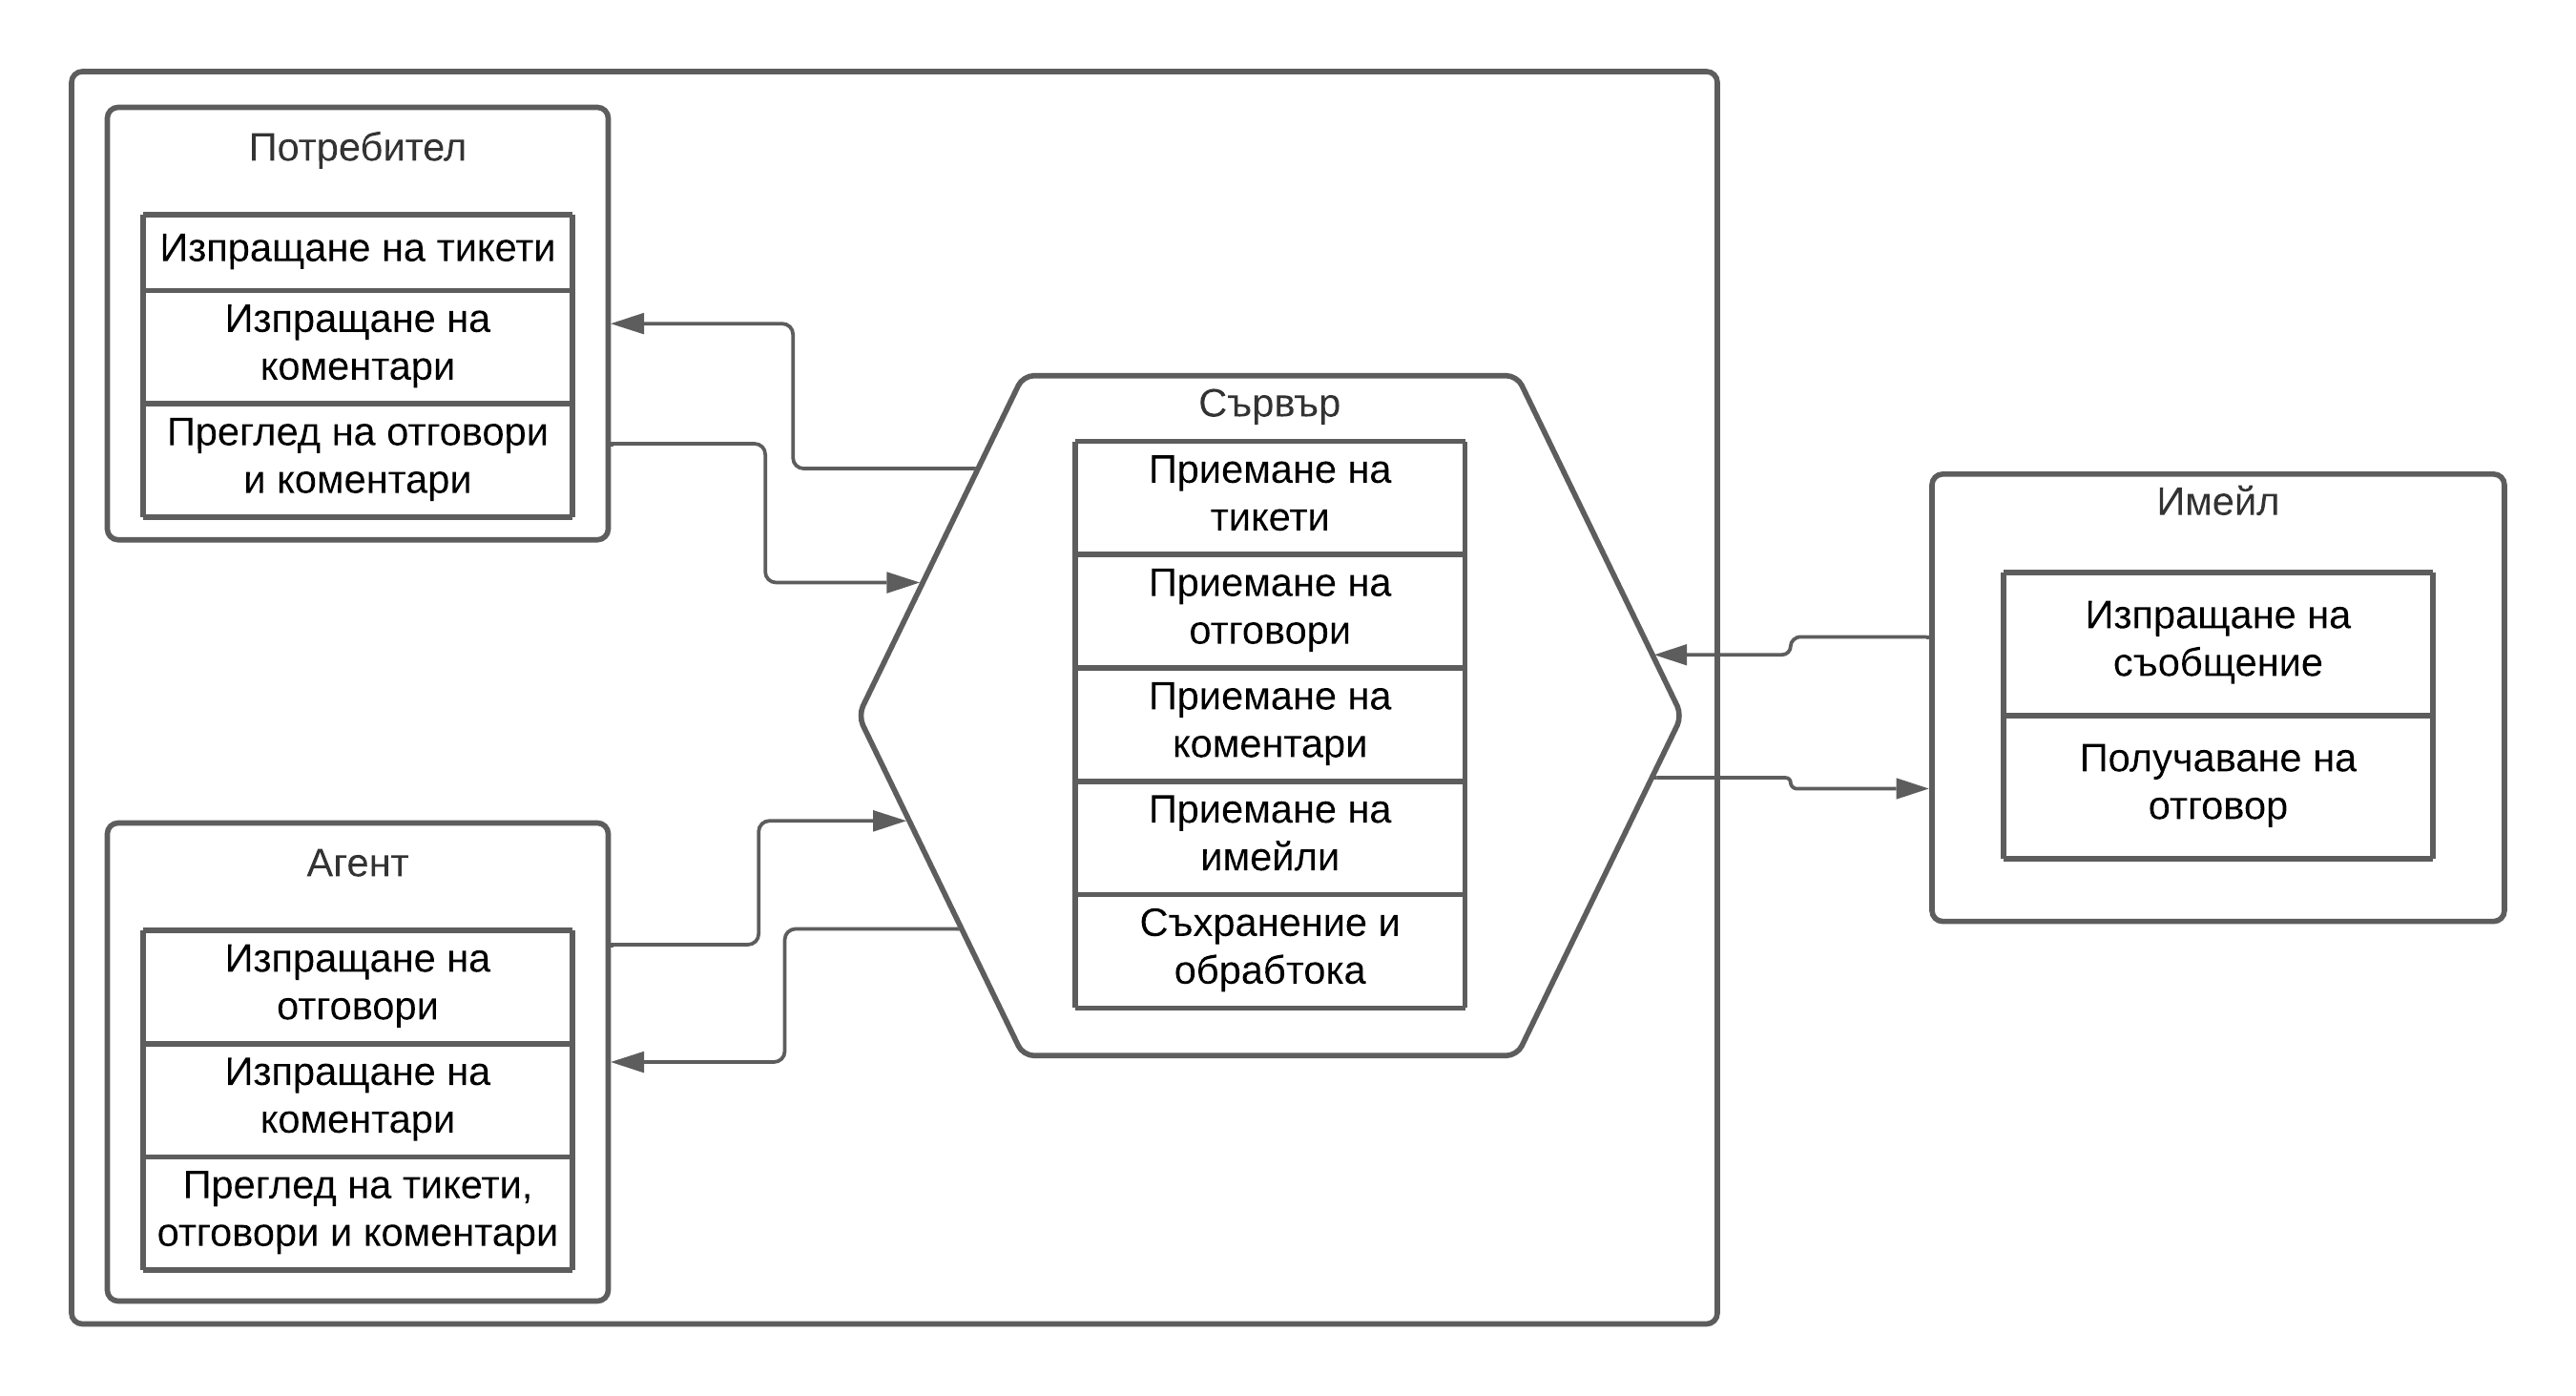 Потребител
Изпращане на тикети
Изпращане на
коментари
Преглед на отговори
и коментари
Агент
Изпращане на
отговори
Изпращане на
коментари
Преглед на тикети,
отговори и коментари
Сървър
Приемане на
тикети
Приемане на
отговори
Приемане на
коментари
Приемане на
имейли
Съхранение и
обрабтока
Имейл
Изпращане на
съобщение
Получаване на
отговор